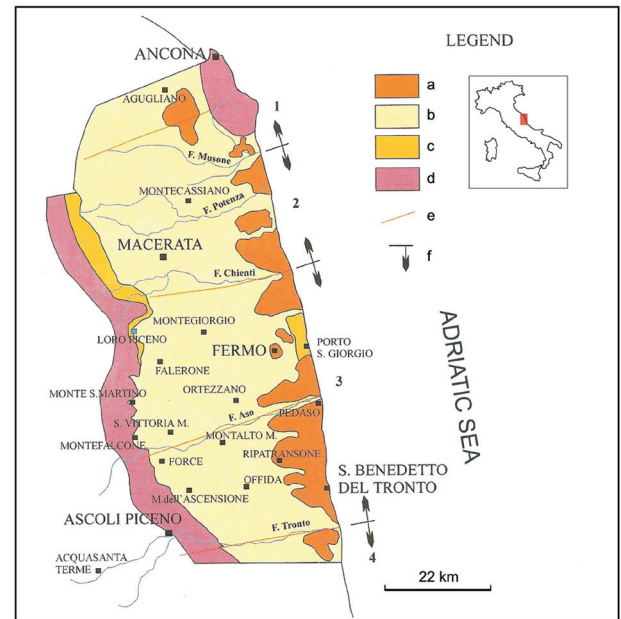 ANCONA
LEGEND
a
AGUGLIANO
1
b
F. Musone
c
MONTECASSIANO
d
F. Potenza
2
e
MACERATA
f
F. Chienti
MONTEGIORGIO
LORO PICENO
FERMO
PORTO
S. GIORGIO
FALERONE
ADRIATIC SEA
MONTE S.MARTINO
ORTEZZANO
3
F. Aso
PEDASO
S. VITTORIA M.
MONTEFALCONE
MONTALTO M.
RIPATRANSONE
FORCE
OFFIDA
S. BENEDETTO
DEL TRONTO
M.dell'ASCENSIONE
ASCOLI PICENO
F. Tronto
4
ACQUASANTA
TERME
22 km